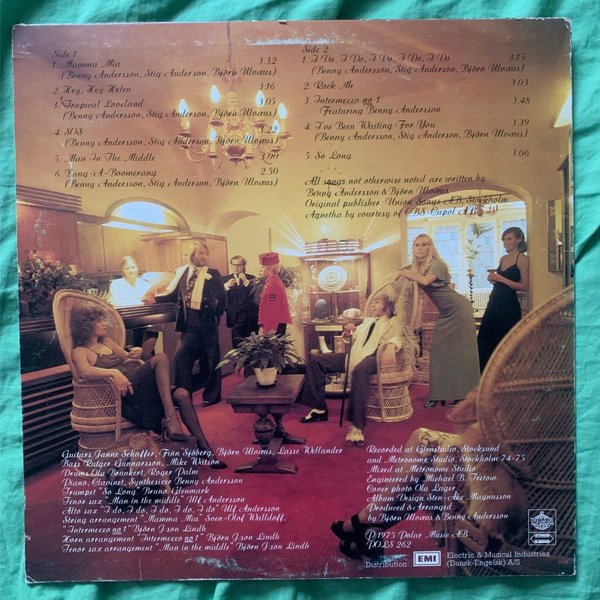 Side 1
1. Mamma Mia 3.32
(Benny Andersson, Stig Anderson, Björn Ulvæus)
2. Hey, Hey Helen 3.16
3. Tropical Loveland 3.05
(Benny Andersson, Stig Anderson, Björn Ulvæus)
4. SOS 3.22
(Benny Andersson, Stig Anderson, Björn Ulvæus)
5. Man In The Middle 3.00
6. Bang-A-Boomerang 2.50
(Benny Andersson, Stig Anderson, Björn Ulvæus)
Side 2
1. I Do, I Do, I Do, I Do, I Do 3.15
(Benny Andersson, Stig Anderson, Björn Ulvæus)
2. Rock Me 3.03
3. Intermezzo no 1 3.48
Featuring Benny Andersson
4. I've Been Waiting For You 3.39
(Benny Andersson, Stig Anderson, Björn Ulvæus)
5. So Long 3.06
All songs not otherwise noted are written by
Benny Andersson & Björn Ulvæus
Original publisher: Union Songs AB, Stockholm
Agnetha by courtesy of CBS-Cupol AB
Guitars Janne Schaffer, Finn Sjöberg, Björn Ulvæus, Lasse Wellander
Bass Rutger Gunnarsson, Mike Watson
Drums Ola Brunkert, Roger Palm
Piano, Clavinet, Synthesizer Benny Andersson
Trumpet "So Long" Bruno Glenmark
Tenor sax "Man in the middle" Ulf Andersson
Alto sax "I do, I do, I do, I do, I do" Ulf Andersson
String arrangement "Mamma Mia" Sven-Olof Walldoff.
"Intermezzo no 1" Björn J:son Lindh
Horn arrangement "Intermezzo no 1" Björn J:son Lindh
Tenor sax arrangement "Man in the middle" Björn J:son Lindh
Recorded at Glenstudio, Stocksund
and Metronome Studio, Stockholm 74-75
Mixed at Metronome Studio
Engineered by Michael B. Tretow
Cover photo Ola Lager
Album Design Sten-Åke Magnusson
Produced & Arranged
by Björn Ulvæus & Benny Andersson
Ⓟ 1975 Polar Music AB
POLS 262
Distribution: EMI Electric & Musical Industries
(Dansk-Engelsk) A/S